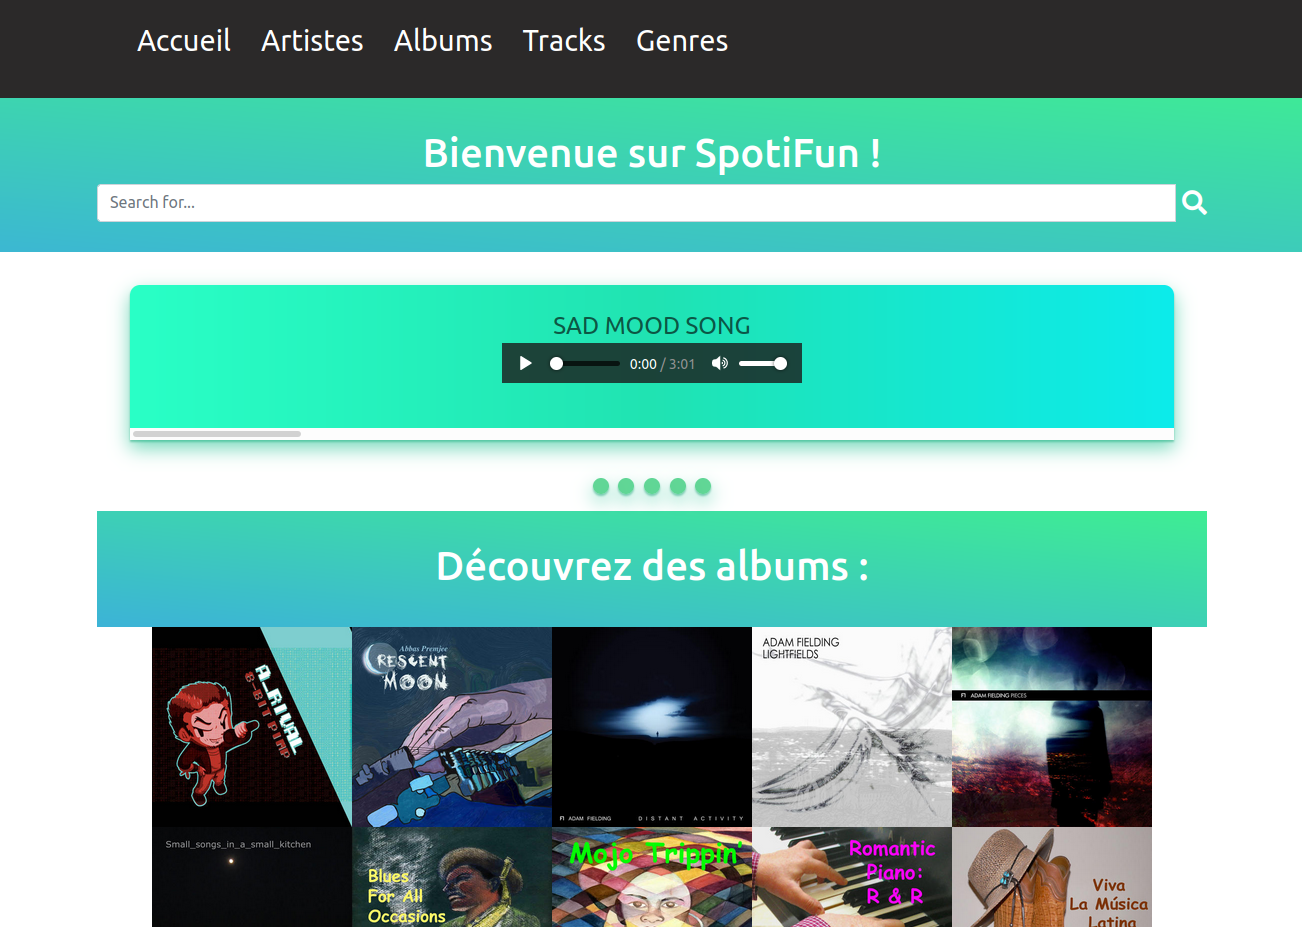 Accueil Artistes Albums Tracks Genres
Bienvenue sur SpotiFun !
Search for...
SAD MOOD SONG
0:00 / 3:01
Découvrez des albums :
A_RIVAL
8-BIT PIMP
Abbas Premjee
CRESCENT
MOON
FI ADAM FIELDING DISTANT ACTIVITY
ADAM FIELDING
LIGHTFIELDS
FI ADAM FIELDING PIECES
Small_songs_in_a_small_kitchen
Blues
For All
Occasions
Mojo Trippin'
Romantic
Piano:
R & R
Viva
La Música
Latina